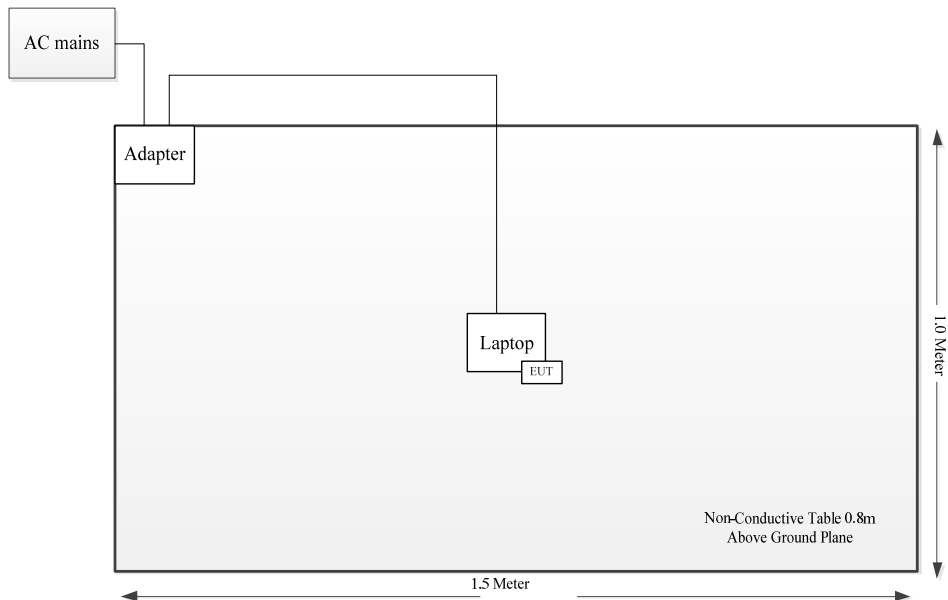 AC mains
Adapter
Laptop
EUT
1.0 Meter
Non-Conductive Table 0.8m
Above Ground Plane
1.5 Meter